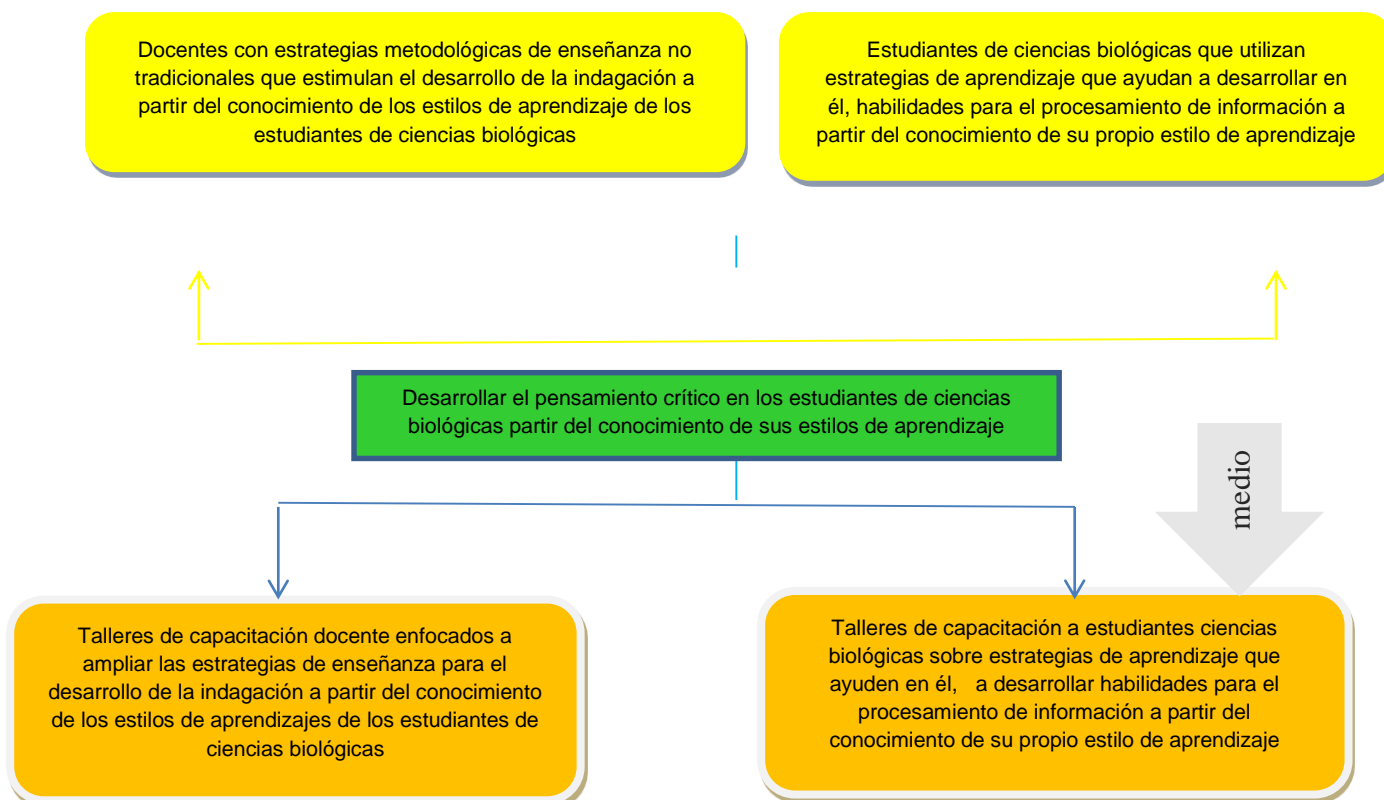 Docentes con estrategias metodológicas de enseñanza no
tradicionales que estimulan el desarrollo de la indagación a
partir del conocimiento de los estilos de aprendizaje de los
estudiantes de ciencias biológicas
Estudiantes de ciencias biológicas que utilizan
estrategias de aprendizaje que ayudan a desarrollar en
él, habilidades para el procesamiento de información a
partir del conocimiento de su propio estilo de aprendizaje
Desarrollar el pensamiento crítico en los estudiantes de ciencias
biológicas partir del conocimiento de sus estilos de aprendizaje
medio
Talleres de capacitación docente enfocados a
ampliar las estrategias de enseñanza para el
desarrollo de la indagación a partir del conocimiento
de los estilos de aprendizajes de los estudiantes de
ciencias biológicas
Talleres de capacitación a estudiantes ciencias
biológicas sobre estrategias de aprendizaje que
ayuden en él, a desarrollar habilidades para el
procesamiento de información a partir del
conocimiento de su propio estilo de aprendizaje